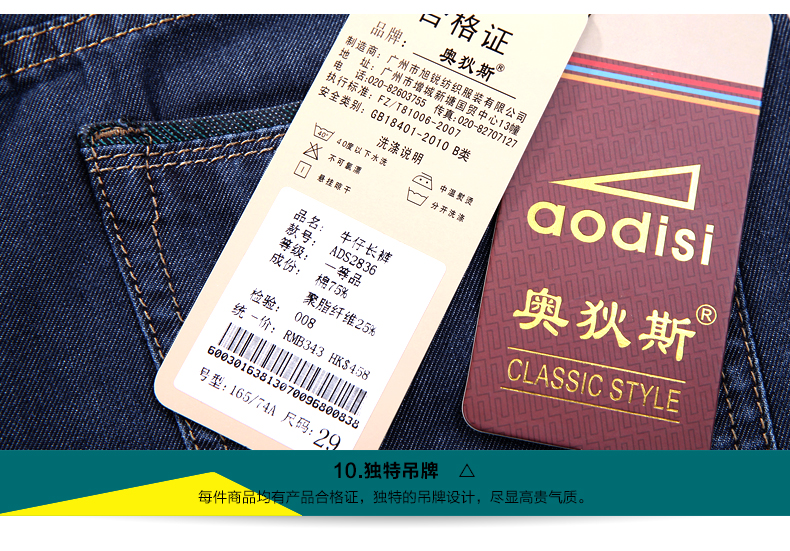 合格证
品牌: 奥狄斯®
制造商: 广州市旭锐纺织服装有限公司
地 址: 广州市增城新塘国贸中心13幢
电 话:020-82603755 传真:020-82707127
执行标准: FZ/T81006-2007
安全类别: GB18401-2010 B类
洗涤说明
40°
40度以下水洗
不可氯漂
悬挂晾干
中温熨烫
分开洗涤
品名: 牛仔长裤
款号: ADS2836
等级: 一等品
成份: 棉75%
聚脂纤维25%
检验: 008
统一价: RMB343 HK$458
6003016381307009680083​8
号型: 165/74A 尺码: 29
aodisi
奥狄斯®
CLASSIC STYLE
10.独特吊牌 △
每件商品均有产品合格证，独特的吊牌设计，尽显高贵气质。